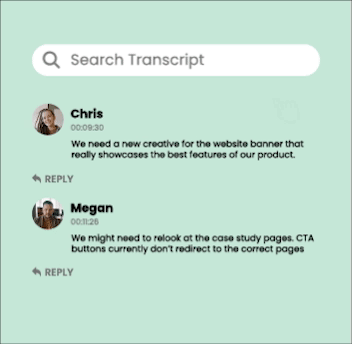 Search Transcript
Chris
00:09:30
We need a new creative for the website banner that
really showcases the best features of our product.
REPLY
Megan
00:11:26
We might need to relook at the case study pages. CTA
buttons currently don't redirect to the correct pages
REPLY